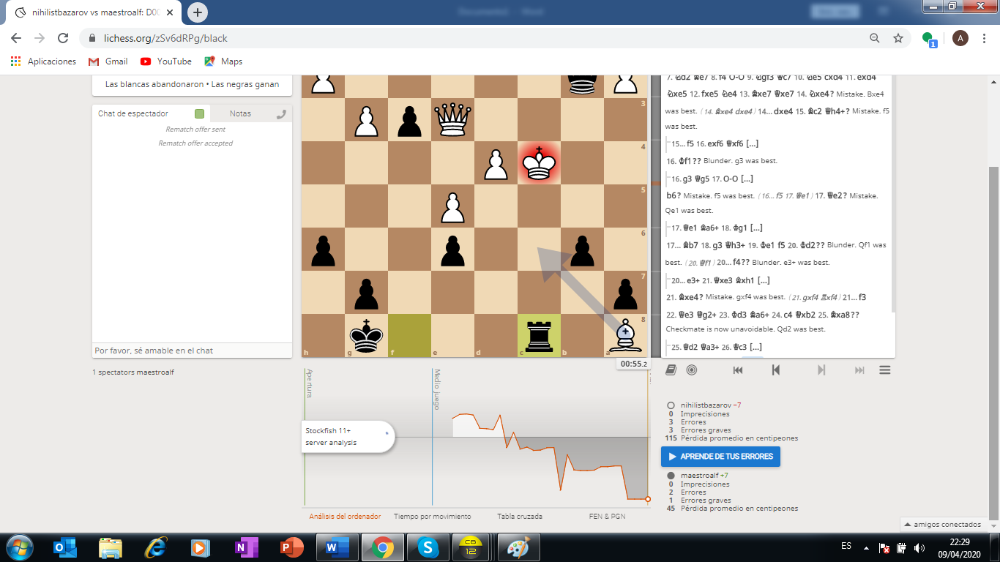 nihilistbazarov vs maestroalf: D00
lichess.org/zSv6dRPg/black
1
A
Aplicaciones
Gmail
YouTube
Maps
Las blancas abandonaron • Las negras ganan
Chat de espectador
Notas
Rematch offer sent
Rematch offer accepted
Por favor, sé amable en el chat
1 spectators maestroalf
3
4
5
6
7
8
h g f e d c b a
00:55.2
7. ♘d2 ♝e7 8. f4 O-O 9. ♘gf3 ♛c7 10. ♘e5 cxd4 11. exd4
♞xe5 12. fxe5 ♞e4 13. ♗xe7 ♛xe7 14. ♘xe4? Mistake. Bxe4
was best. (14. ♗xe4 dxe4) 14... dxe4 15. ♗c2 ♛h4+? Mistake. f5
was best.
15... f5 16. exf6 ♛xf6 [...]
16. ♔f1?? Blunder. g3 was best.
16. g3 ♛g5 17. O-O [...]
b6? Mistake. f5 was best. (16... f5 17. ♕e1) 17. ♕e2? Mistake.
Qe1 was best.
17. ♕e1 ♝a6+ 18. ♔g1 [...]
17... ♝b7 18. g3 ♛h3+ 19. ♔e1 f5 20. ♔d2?? Blunder. Qf1 was
best. (20. ♕f1) 20... f4?? Blunder. e3+ was best.
20... e3+ 21. ♕xe3 ♝xh1 [...]
21. ♗xe4? Mistake. gxf4 was best. (21. gxf4 ♜xf4) 21... f3
22. ♕e3 ♛g2+ 23. ♔d3 ♝a6+ 24. c4 ♛xb2 25. ♗xa8??
Checkmate is now unavoidable. Qd2 was best.
25. ♕d2 ♛a3+ 26. ♕c3 [...]
Apertura
Medio juego
Stockfish 11+
server analysis
Análisis del ordenador
Tiempo por movimiento
Tabla cruzada
FEN & PGN
nihilistbazarov −7
0 Imprecisiones
3 Errores
3 Errores graves
115 Pérdida promedio en centipeones
APRENDE DE TUS ERRORES
maestroalf +7
0 Imprecisiones
2 Errores
1 Errores graves
45 Pérdida promedio en centipeones
amigos conectados
CB
12
ES
22:29
09/04/2020